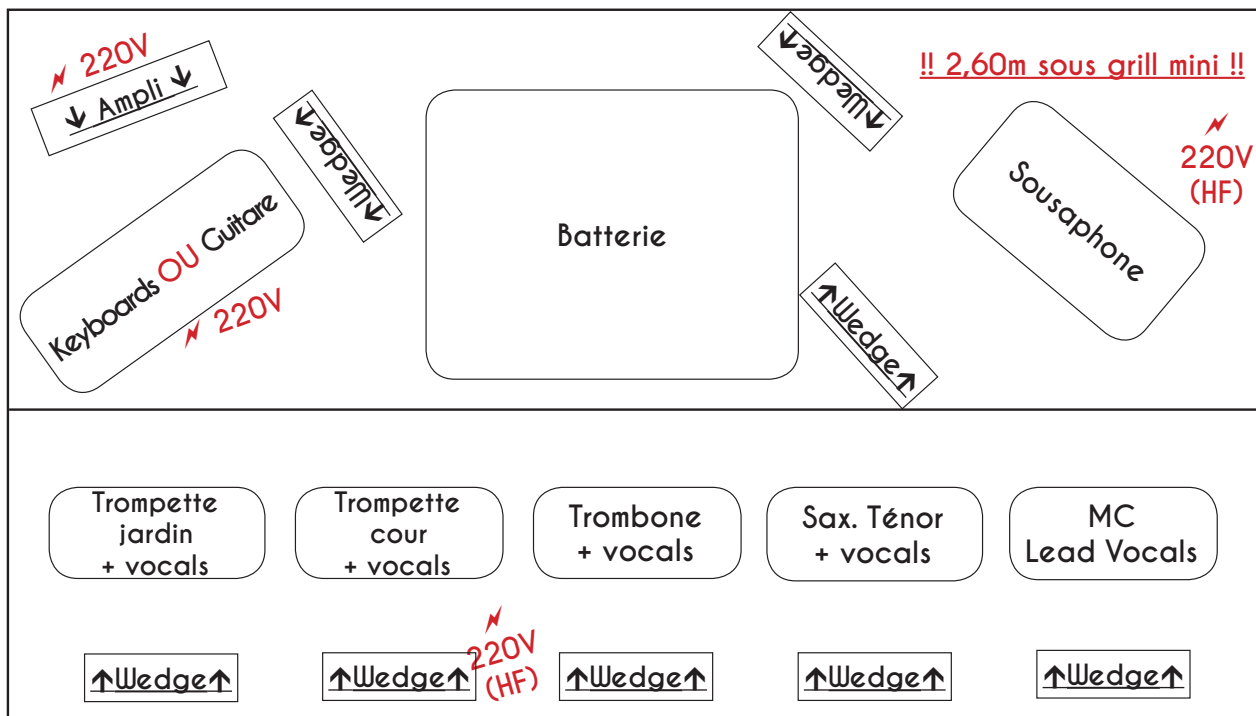 220V
↓ Ampli ↓
↑Wedge↑
Keyboards OU Guitare
220V
Batterie
↑Wedge↑
!! 2,60m sous grill mini !!
220V
(HF)
Sousaphone
↑Wedge↑
Trompette
jardin
+ vocals
Trompette
cour
+ vocals
Trombone
+ vocals
Sax. Ténor
+ vocals
MC
Lead Vocals
↑Wedge↑
↑Wedge↑
220V
(HF)
↑Wedge↑
↑Wedge↑
↑Wedge↑